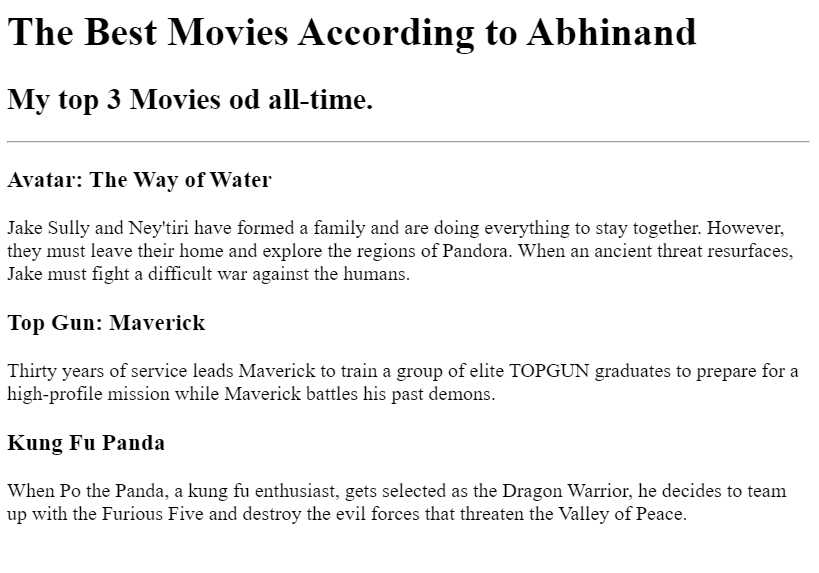 The Best Movies According to Abhinand
My top 3 Movies od all-time.
Avatar: The Way of Water
Jake Sully and Ney'tiri have formed a family and are doing everything to stay together. However,
they must leave their home and explore the regions of Pandora. When an ancient threat resurfaces,
Jake must fight a difficult war against the humans.
Top Gun: Maverick
Thirty years of service leads Maverick to train a group of elite TOPGUN graduates to prepare for a
high-profile mission while Maverick battles his past demons.
Kung Fu Panda
When Po the Panda, a kung fu enthusiast, gets selected as the Dragon Warrior, he decides to team
up with the Furious Five and destroy the evil forces that threaten the Valley of Peace.